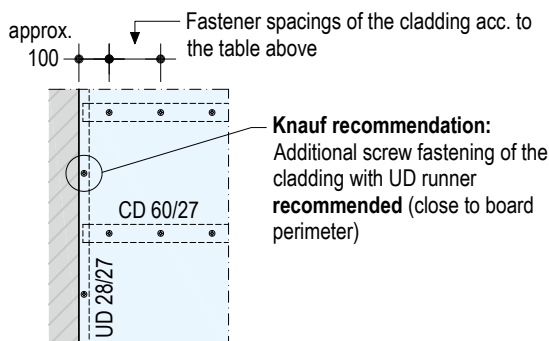 approx.
100
Fastener spacings of the cladding acc. to
the table above
Knauf recommendation:
Additional screw fastening of the
cladding with UD runner
recommended (close to board
perimeter)
CD 60/27
UD 28/27